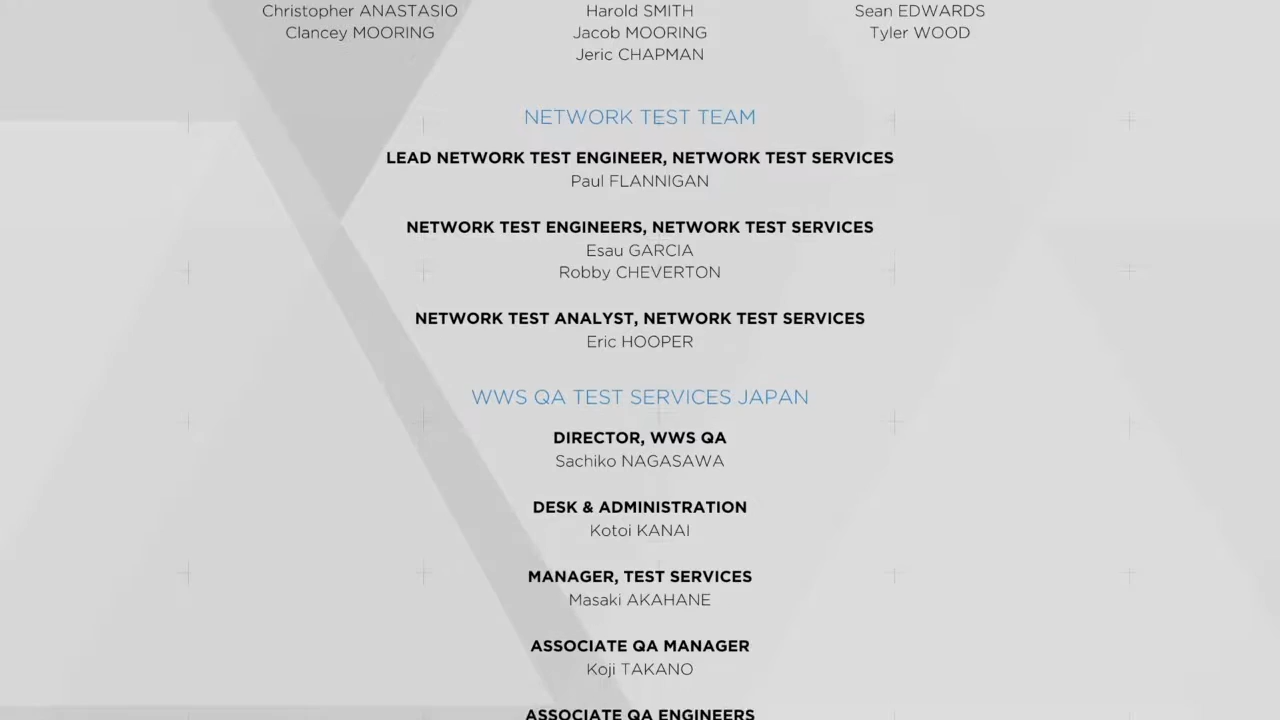 Christopher ANASTASIO
Clancey MOORING
Harold SMITH
Jacob MOORING
Jeric CHAPMAN
Sean EDWARDS
Tyler WOOD
NETWORK TEST TEAM
LEAD NETWORK TEST ENGINEER, NETWORK TEST SERVICES
Paul FLANNIGAN
NETWORK TEST ENGINEERS, NETWORK TEST SERVICES
Esau GARCIA
Robby CHEVERTON
NETWORK TEST ANALYST, NETWORK TEST SERVICES
Eric HOOPER
WWS QA TEST SERVICES JAPAN
DIRECTOR, WWS QA
Sachiko NAGASAWA
DESK & ADMINISTRATION
Kotoi KANAI
MANAGER, TEST SERVICES
Masaki AKAHANE
ASSOCIATE QA MANAGER
Koji TAKANO
ASSOCIATE QA ENGINEERS